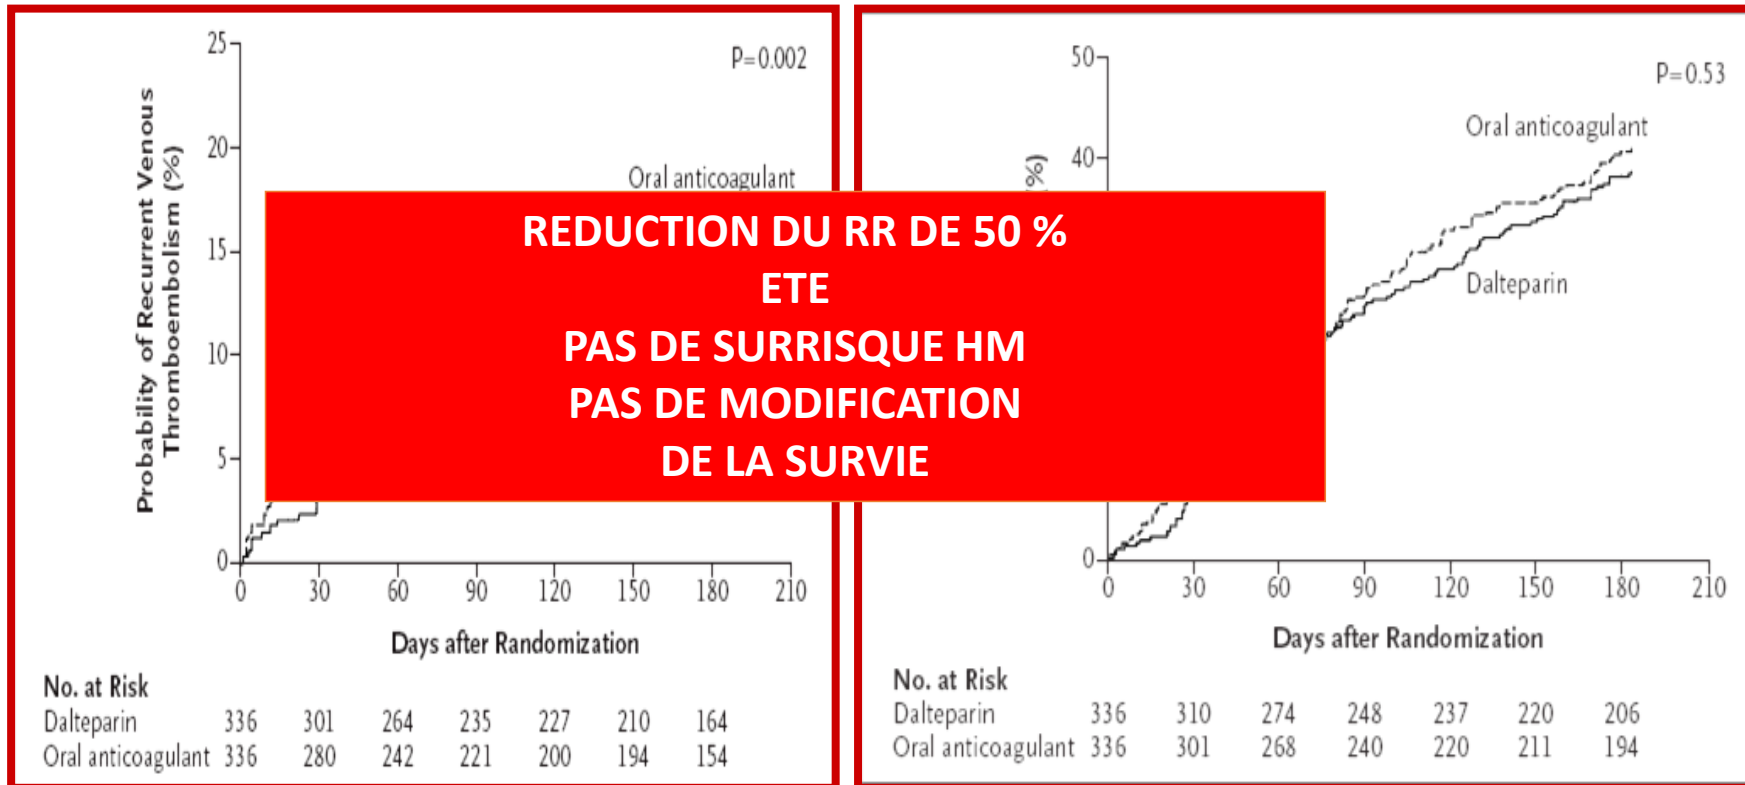 25
20
15
10
5
0
Probability of Recurrent Venous
Thromboembolism (%)
P=0.002
Oral anticoagulant
0 30 60 90 120 150 180 210
Days after Randomization
No. at Risk
Dalteparin 336 301 264 235 227 210 164
Oral anticoagulant 336 280 242 221 200 194 154
REDUCTION DU RR DE 50 %
ETE
PAS DE SURRISQUE HM
PAS DE MODIFICATION
DE LA SURVIE
50
40
0
(%)
P=0.53
Oral anticoagulant
Dalteparin
0 30 60 90 120 150 180 210
Days after Randomization
No. at Risk
Dalteparin 336 310 274 248 237 220 206
Oral anticoagulant 336 301 268 240 220 211 194